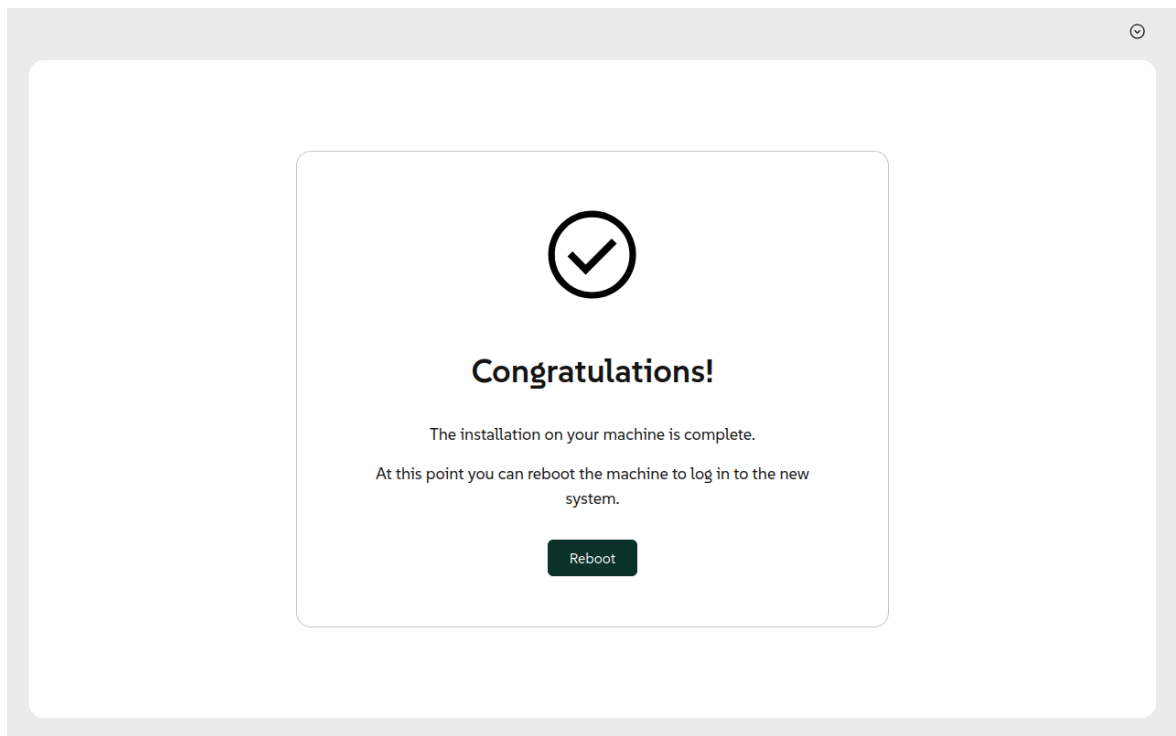 Congratulations!
The installation on your machine is complete.
At this point you can reboot the machine to log in to the new
system.
Reboot